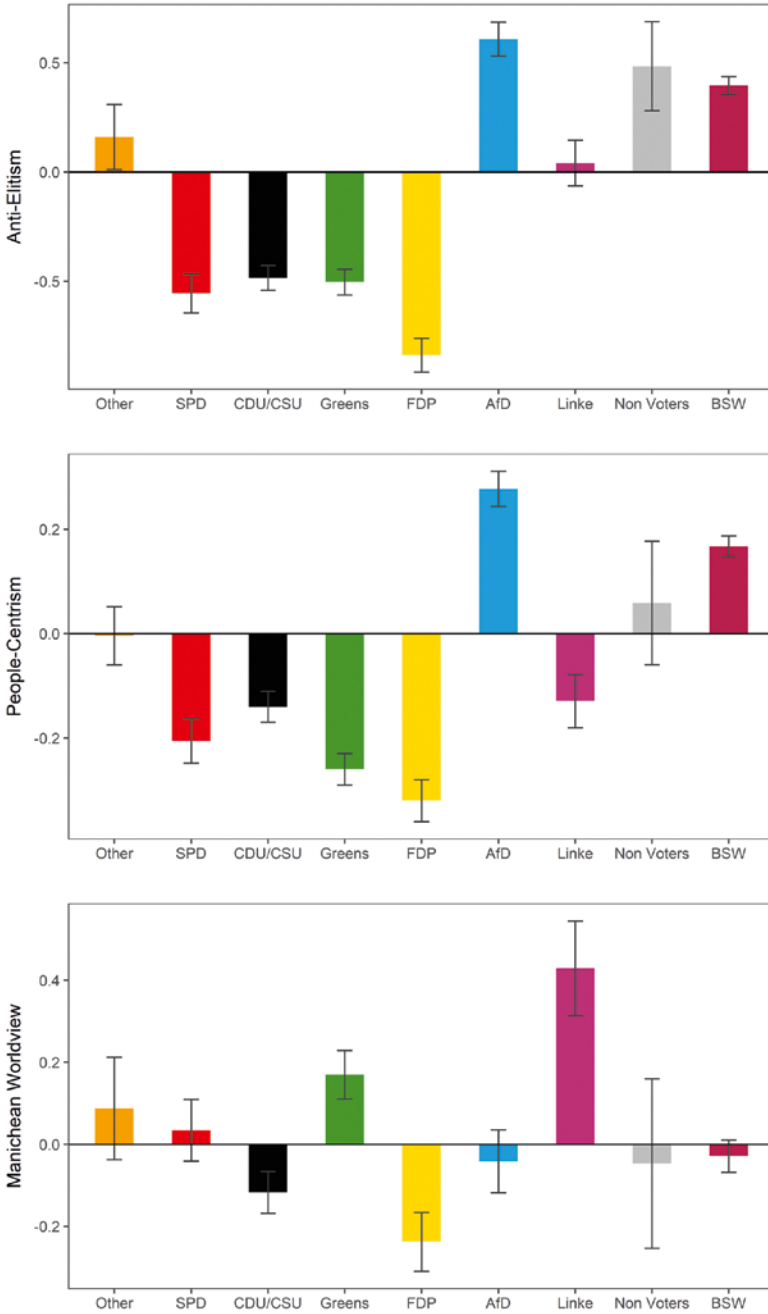 Anti-Elitism
0.5
0.0
-0.5
Other SPD CDU/CSU Greens FDP AfD Linke Non Voters BSW
People-Centrism
0.2
0.0
-0.2
Other SPD CDU/CSU Greens FDP AfD Linke Non Voters BSW
Manichean Worldview
0.4
0.2
0.0
-0.2
Other SPD CDU/CSU Greens FDP AfD Linke Non Voters BSW